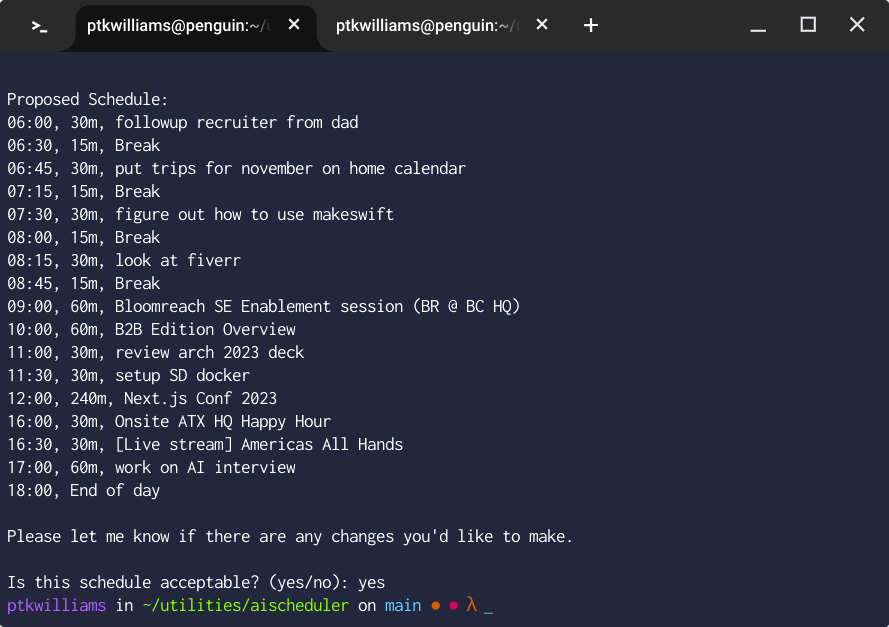 >_ ptkwilliams@penguin:~/ ptkwilliams@penguin:~/
Proposed Schedule:
06:00, 30m, followup recruiter from dad
06:30, 15m, Break
06:45, 30m, put trips for november on home calendar
07:15, 15m, Break
07:30, 30m, figure out how to use makeswift
08:00, 15m, Break
08:15, 30m, look at fiverr
08:45, 15m, Break
09:00, 60m, Bloomreach SE Enablement session (BR @ BC HQ)
10:00, 60m, B2B Edition Overview
11:00, 30m, review arch 2023 deck
11:30, 30m, setup SD docker
12:00, 240m, Next.js Conf 2023
16:00, 30m, Onsite ATX HQ Happy Hour
16:30, 30m, [Live stream] Americas All Hands
17:00, 60m, work on AI interview
18:00, End of day
Please let me know if there are any changes you'd like to make.
Is this schedule acceptable? (yes/no): yes
ptkwilliams in ~/utilities/aischeduler on main ● ● λ _